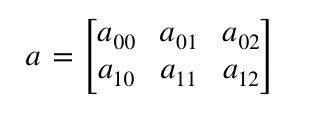 a = [a₀₀ a₀₁ a₀₂
a₁₀ a₁₁ a₁₂]